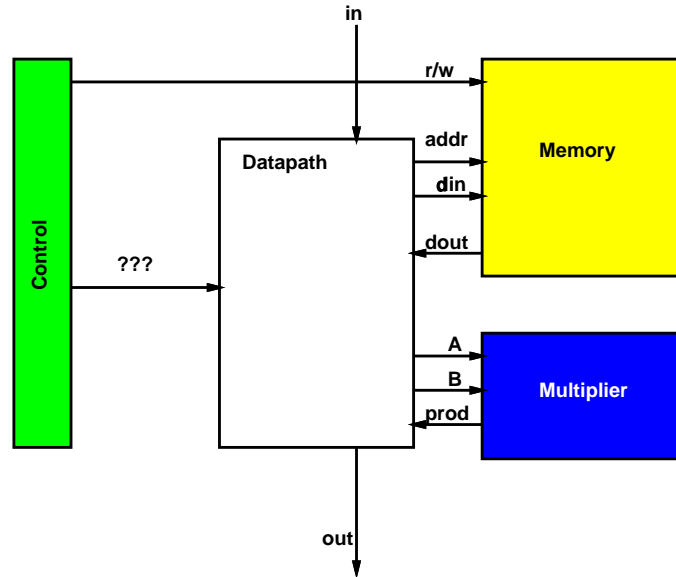 in
r/w
addr
Memory
Datapath
din
Control
dout
???
A
B
Multiplier
prod
out